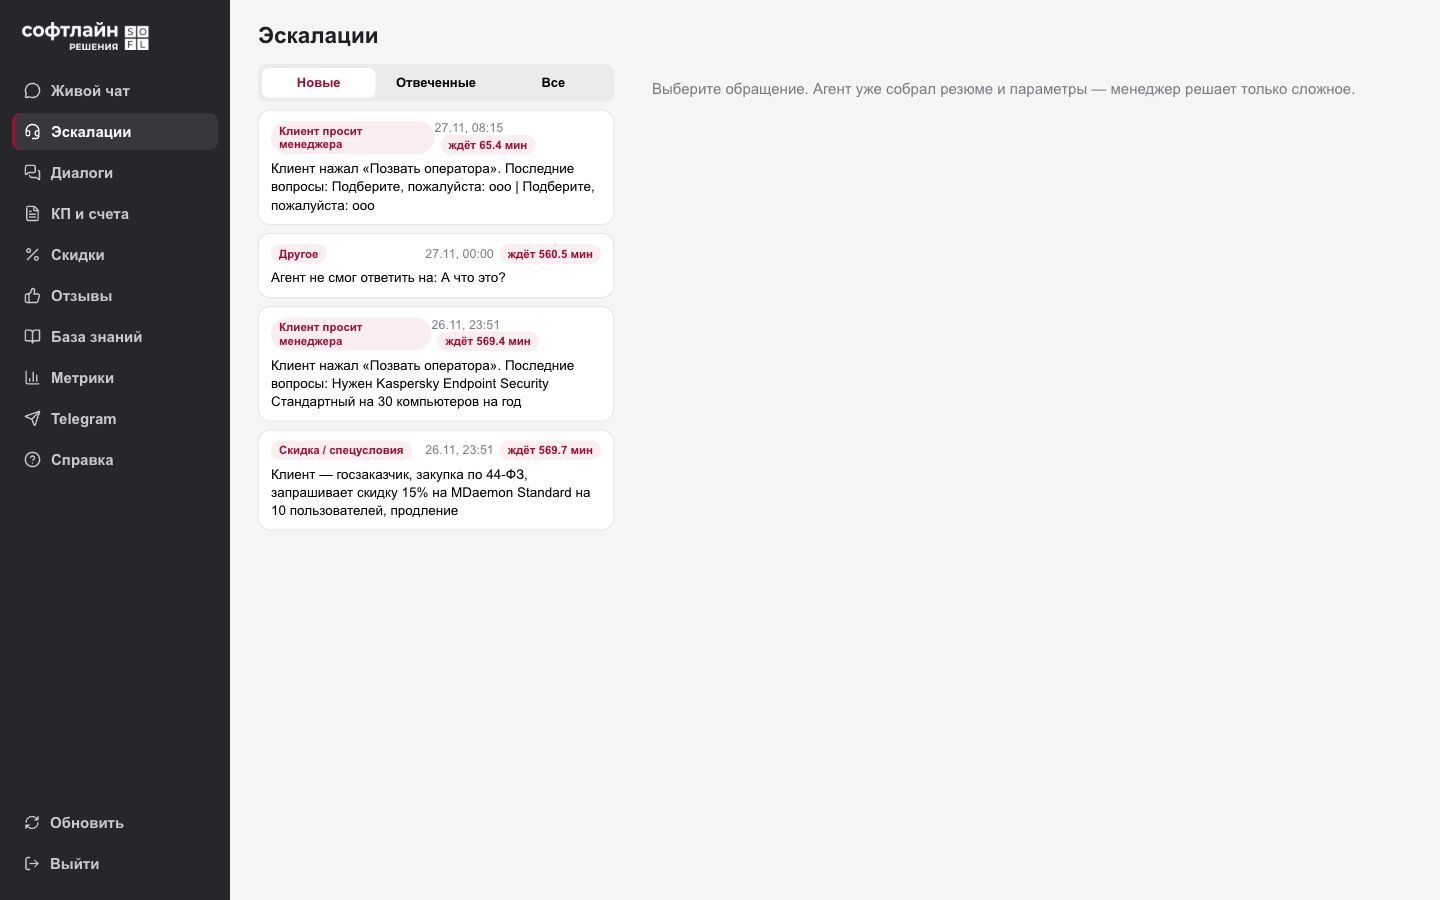 софтлайн
решения
SO
FL
Живой чат
Эскалации
Диалоги
КП и счета
Скидки
Отзывы
База знаний
Метрики
Telegram
Справка
Обновить
Выйти
Эскалации
Новые
Отвеченные
Все
Клиент просит
менеджера
27.11, 08:15
ждёт 65.4 мин
Клиент нажал «Позвать оператора». Последние
вопросы: Подберите, пожалуйста: ооо | Подберите,
пожалуйста: ооо
Другое
27.11, 00:00
ждёт 560.5 мин
Агент не смог ответить на: А что это?
Клиент просит
менеджера
26.11, 23:51
ждёт 569.4 мин
Клиент нажал «Позвать оператора». Последние
вопросы: Нужен Kaspersky Endpoint Security
Стандартный на 30 компьютеров на год
Скидка / спецусловия
26.11, 23:51
ждёт 569.7 мин
Клиент — госзаказчик, закупка по 44-ФЗ,
запрашивает скидку 15% на MDaemon Standard на
10 пользователей, продление
Выберите обращение. Агент уже собрал резюме и параметры — менеджер решает только сложное.